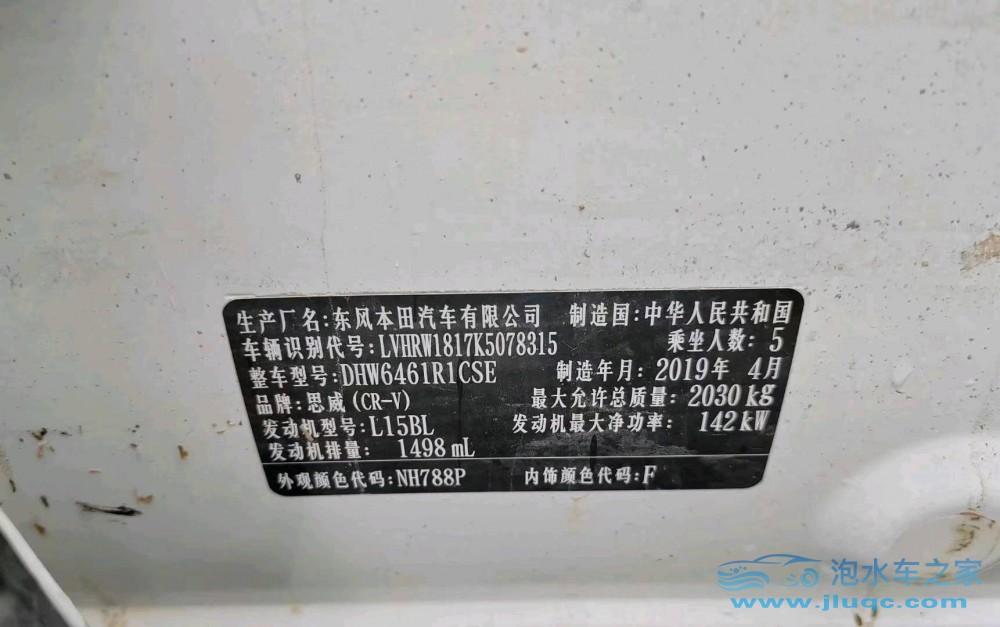 生产厂名:东风本田汽车有限公司 制造国:中华人民共和国
车辆识别代号:LVHRW1817K5078315 乘坐人数:5
整车型号:DHW6461R1CSE 制造年月:2019年4月
品牌:思威(CR-V) 最大允许总质量:2030kg
发动机型号:L15BL 发动机最大净功率:142kW
发动机排量:1498mL
外观颜色代码:NH788P 内饰颜色代码:F
泡水车之家
www.jluqc.com